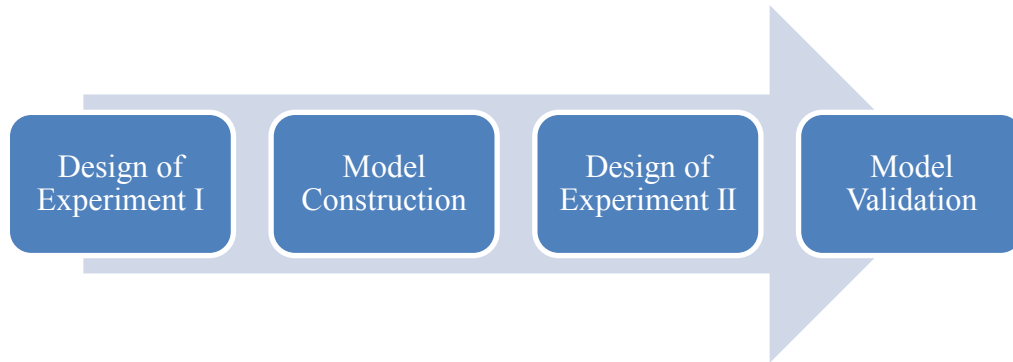 Design of
Experiment I
Model
Construction
Design of
Experiment II
Model
Validation